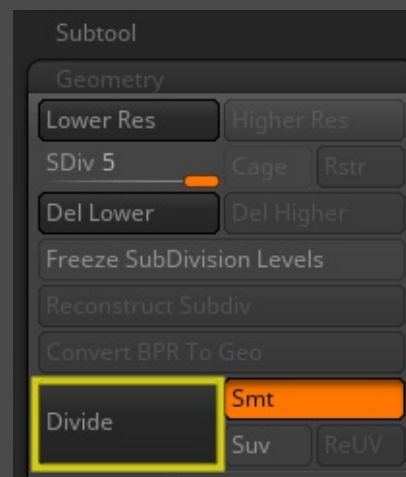 Subtool
Geometry
Lower Res Higher Res
SDiv 5 Cage Rstr
Del Lower Del Higher
Freeze SubDivision Levels
Reconstruct Subdiv
Convert BPR To Geo
Divide Smt
Suv ReUV